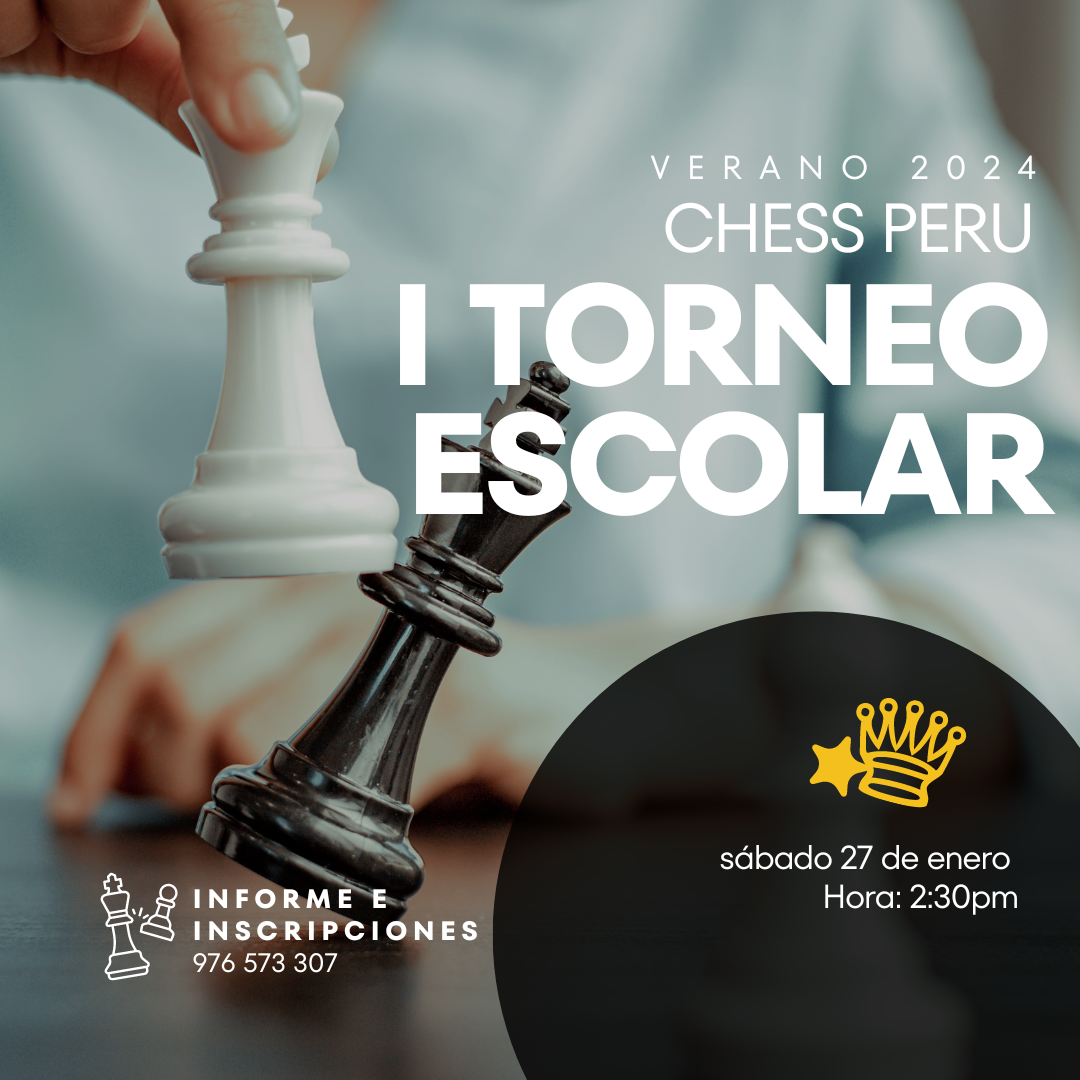 VERANO 2024
CHESS PERU
I TORNEO
ESCOLAR
sábado 27 de enero
Hora: 2:30pm
INFORME E
INSCRIPCIONES
976 573 307